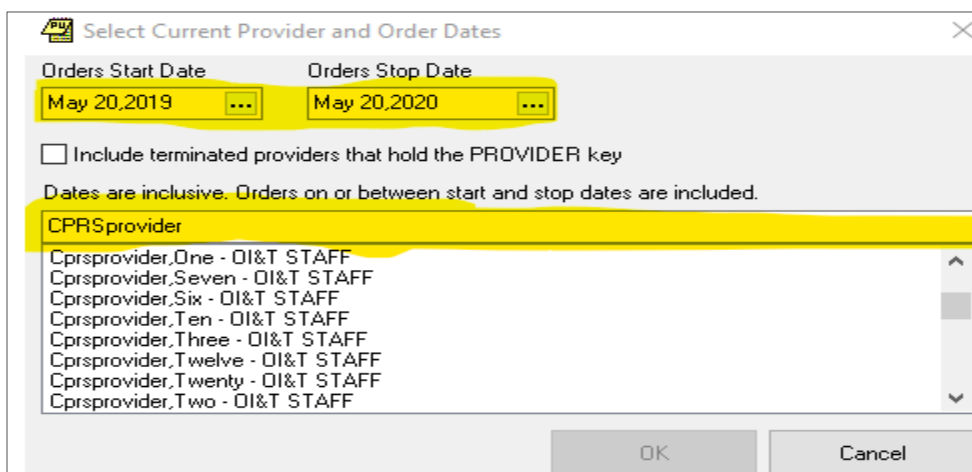 Select Current Provider and Order Dates
Orders Start Date Orders Stop Date
May 20,2019 ... May 20,2020 ...
Include terminated providers that hold the PROVIDER key
Dates are inclusive. Orders on or between start and stop dates are included.
CPRSprovider
Cprsprovider,One - OI&T STAFF
Cprsprovider,Seven - OI&T STAFF
Cprsprovider,Six - OI&T STAFF
Cprsprovider,Ten - OI&T STAFF
Cprsprovider,Three - OI&T STAFF
Cprsprovider,Twelve - OI&T STAFF
Cprsprovider,Twenty - OI&T STAFF
Cprsprovider,Two - OI&T STAFF
OK Cancel